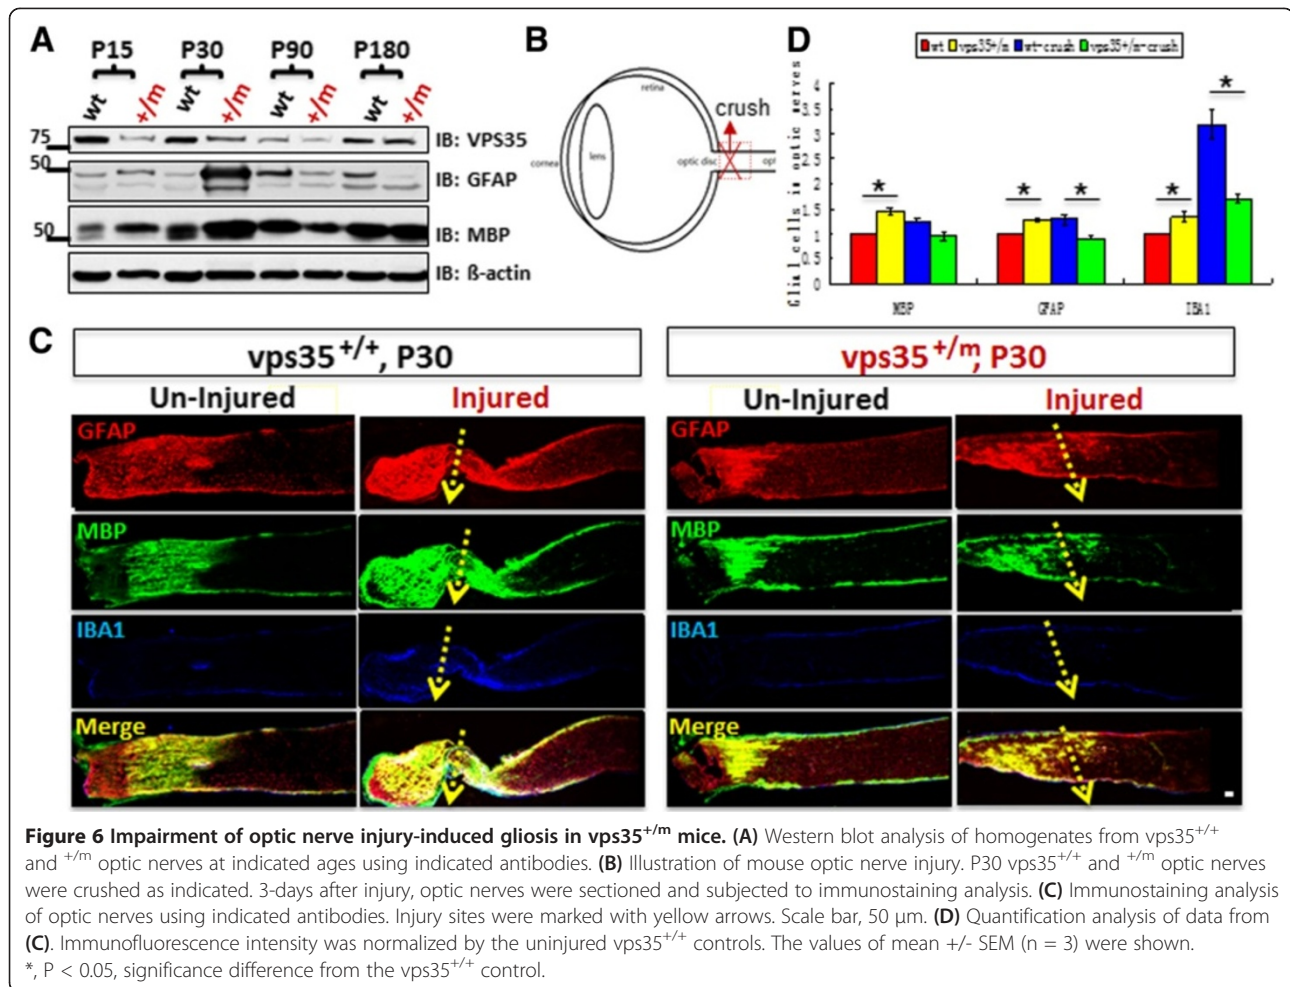 A
P15 P30 P90 P180
wt +/m wt +/m wt +/m wt +/m
75
IB: VPS35
50
IB: GFAP
50
IB: MBP
IB: ß-actin
B
retina
crush
cornea
lens
optic disc
opt
D
wt vps35+/m wt-crush vps35+/m-crush
Glial cells in optic nerves
4
3.5
3
2.5
2
1.5
1
0.5
0
* * * * *
MBP GFAP IBA1
C
vps35+/+, P30
vps35+/m, P30
Un-Injured Injured Un-Injured Injured
GFAP GFAP
MBP MBP
IBA1 IBA1
Merge Merge
Figure 6 Impairment of optic nerve injury-induced gliosis in vps35+/m mice. (A) Western blot analysis of homogenates from vps35+/+
and +/m optic nerves at indicated ages using indicated antibodies. (B) Illustration of mouse optic nerve injury. P30 vps35+/+ and +/m optic nerves
were crushed as indicated. 3-days after injury, optic nerves were sectioned and subjected to immunostaining analysis. (C) Immunostaining analysis
of optic nerves using indicated antibodies. Injury sites were marked with yellow arrows. Scale bar, 50 μm. (D) Quantification analysis of data from
(C). Immunofluorescence intensity was normalized by the uninjured vps35+/+ controls. The values of mean +/- SEM (n = 3) were shown.
*, P < 0.05, significance difference from the vps35+/+ control.